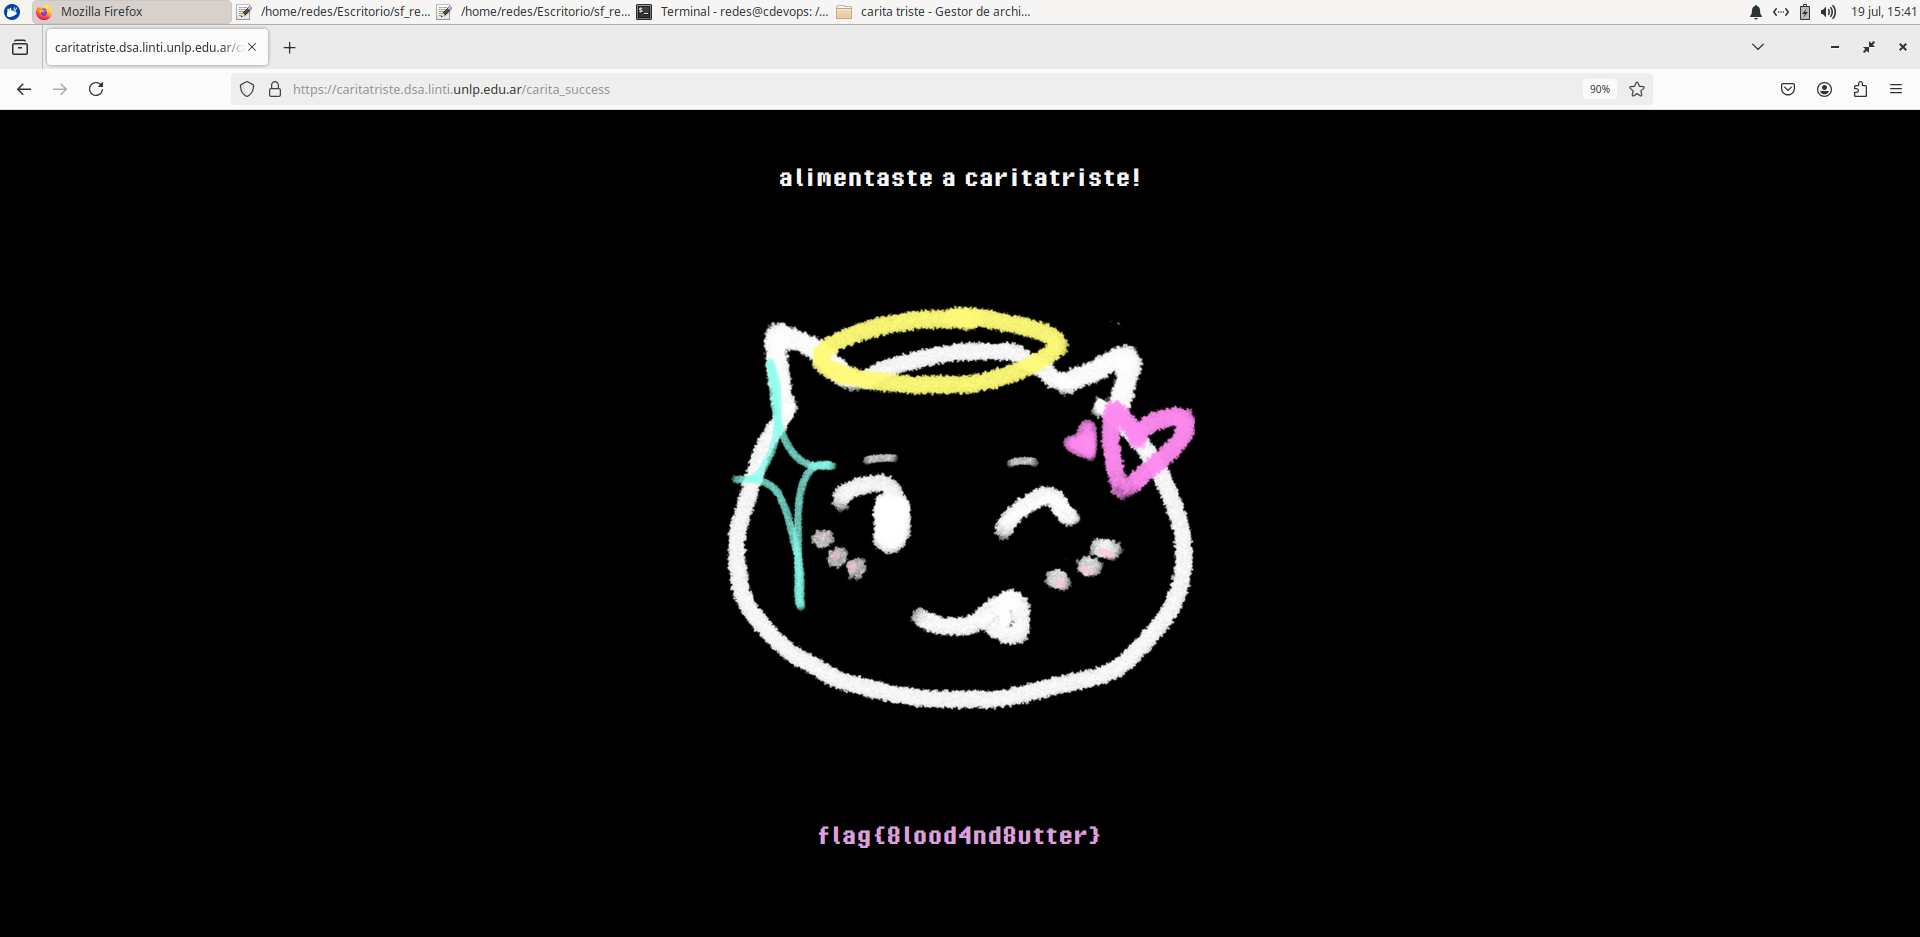 Mozilla Firefox
/home/redes/Escritorio/sf_re...
/home/redes/Escritorio/sf_re...
Terminal - redes@cdevops: /...
carita triste - Gestor de archi...
19 jul, 15:41
caritatriste.dsa.linti.unlp.edu.ar/c
https://caritatriste.dsa.linti.unlp.edu.ar/carita_success
90%
alimentaste a caritatriste!
flag{8lood4nd8utter}